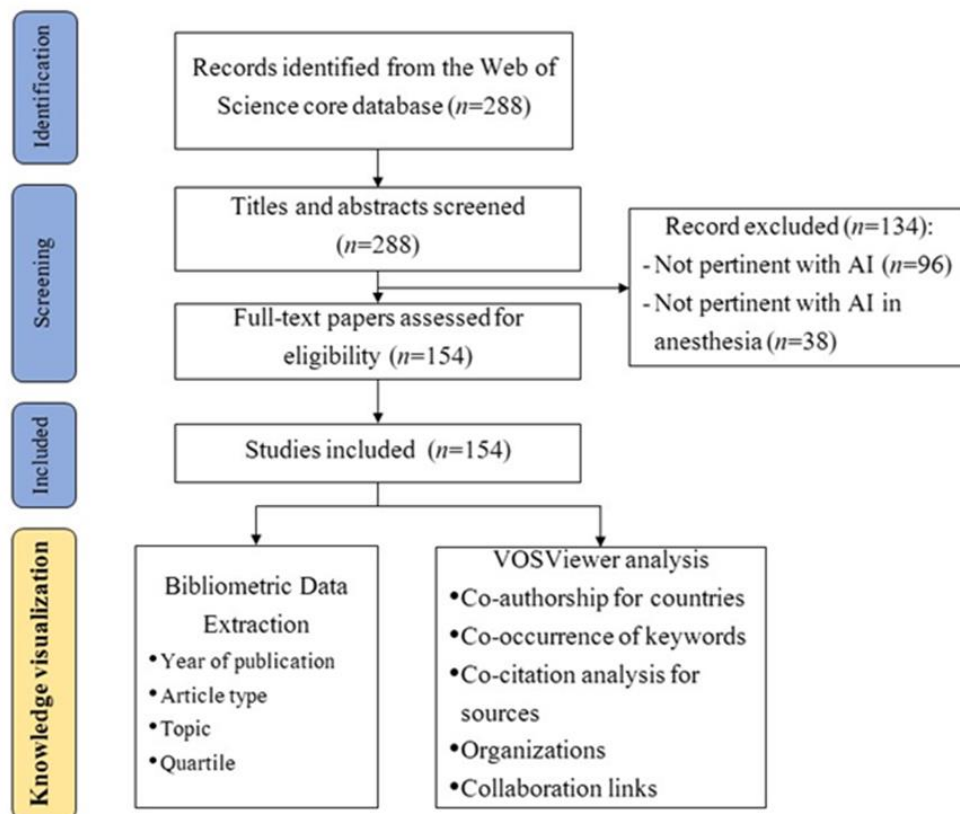 Identification
Records identified from the Web of
Science core database (n=288)
Screening
Titles and abstracts screened
(n=288)
Record excluded (n=134):
- Not pertinent with AI (n=96)
- Not pertinent with AI in
anesthesia (n=38)
Full-text papers assessed for
eligibility (n=154)
Included
Studies included (n=154)
Knowledge visualization
Bibliometric Data
Extraction
•Year of publication
•Article type
•Topic
•Quartile
VOSViewer analysis
•Co-authorship for countries
•Co-occurrence of keywords
•Co-citation analysis for
sources
•Organizations
•Collaboration links